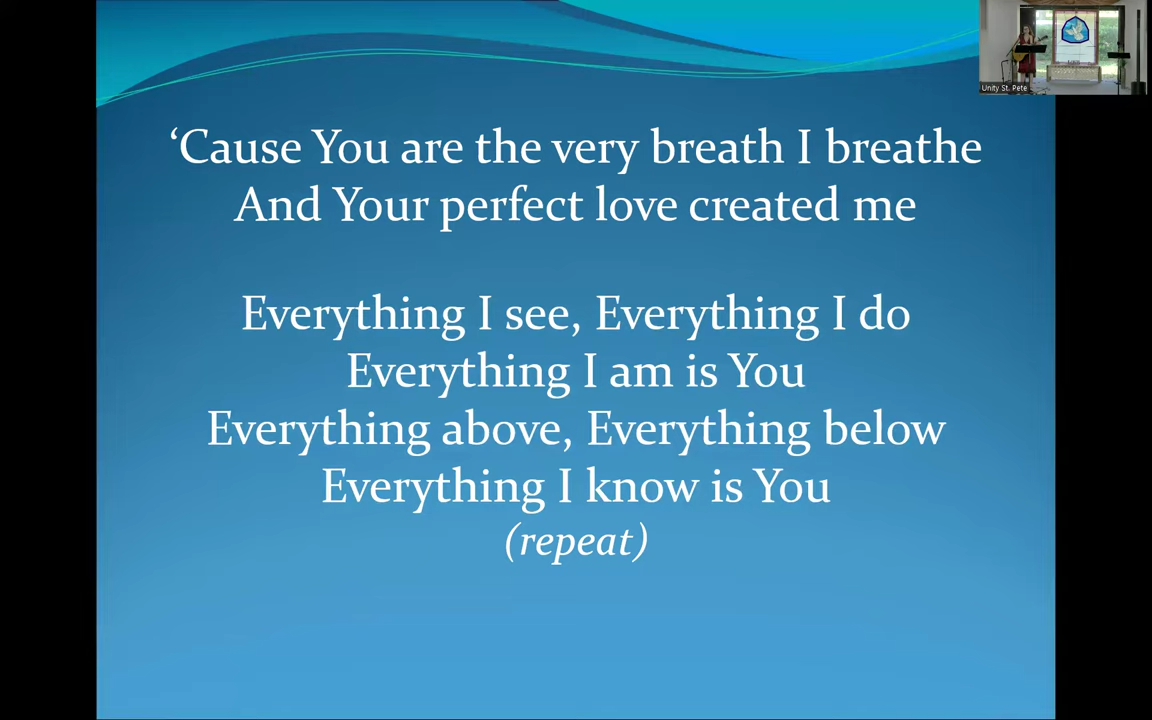 Unity St. Pete
‘Cause You are the very breath I breathe
And Your perfect love created me
Everything I see, Everything I do
Everything I am is You
Everything above, Everything below
Everything I know is You
(repeat)